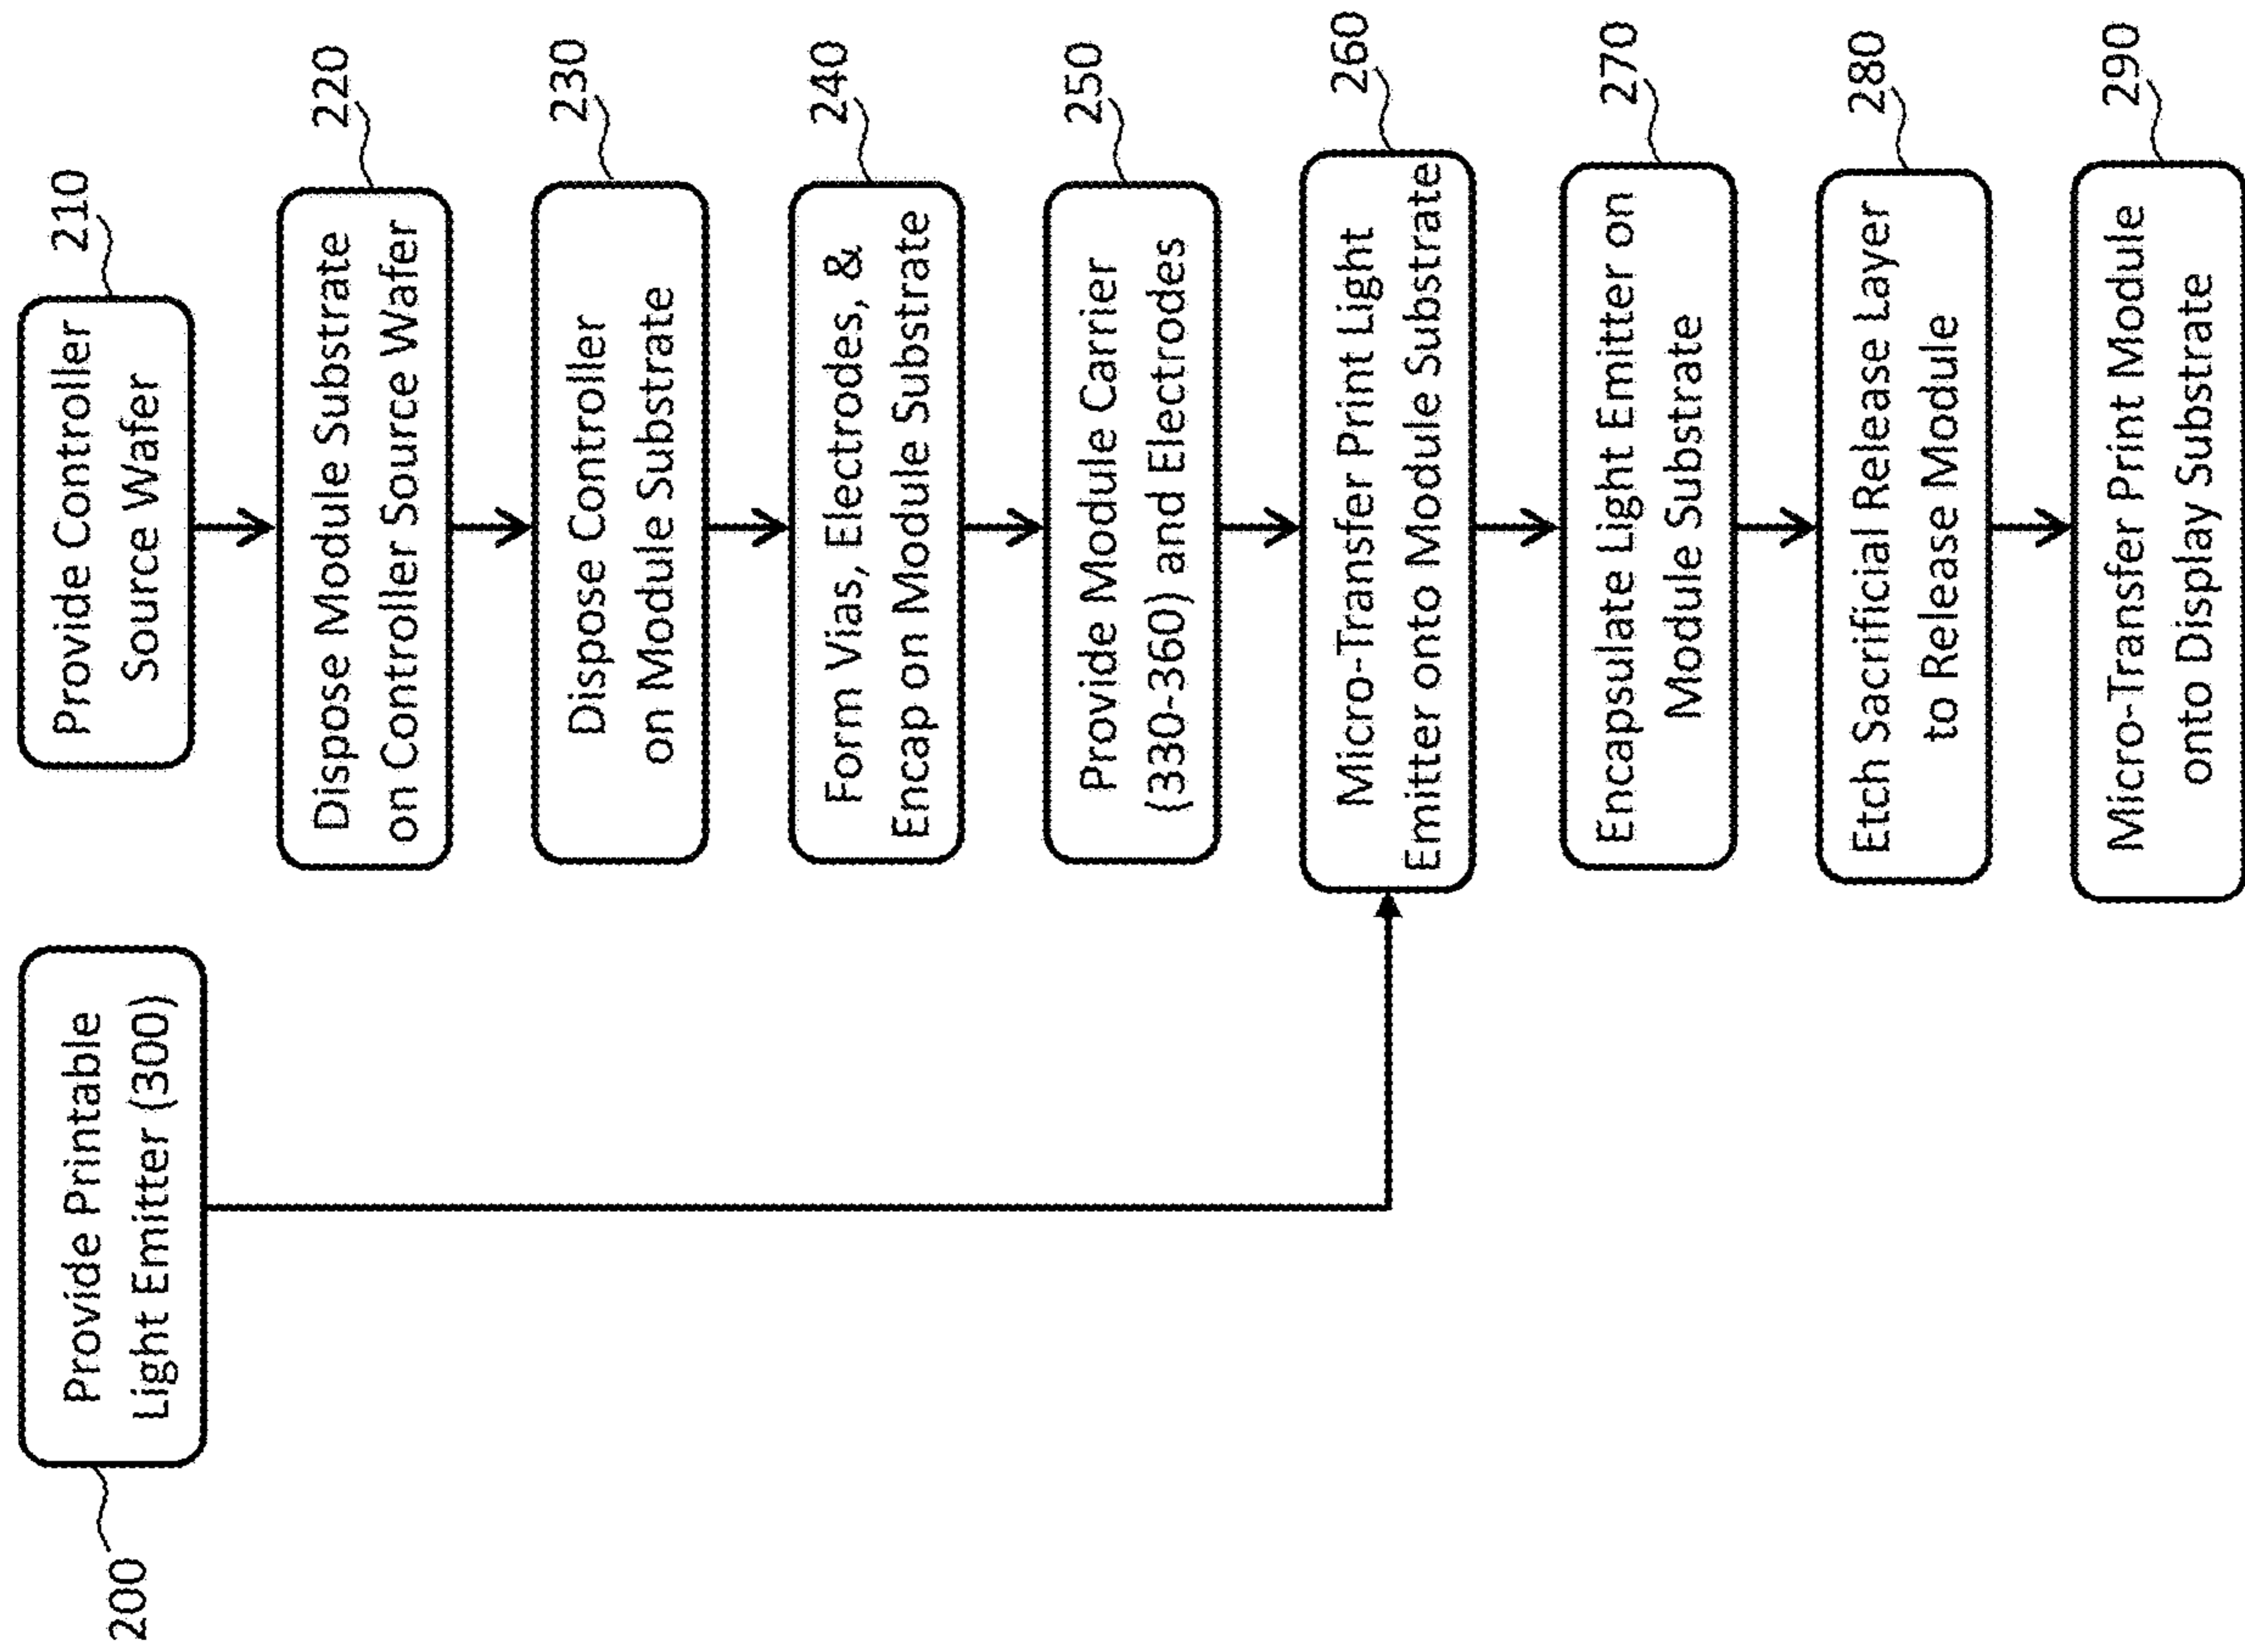 200
Provide Printable
Light Emitter (300)
210
Provide Controller
Source Wafer
220
Dispose Module Substrate
on Controller Source Wafer
230
Dispose Controller
on Module Substrate
240
Form Vias, Electrodes, &
Encap on Module Substrate
250
Provide Module Carrier
(330-360) and Electrodes
260
Micro-Transfer Print Light
Emitter onto Module Substrate
270
Encapsulate Light Emitter on
Module Substrate
280
Etch Sacrificial Release Layer
to Release Module
290
Micro-Transfer Print Module
onto Display Substrate